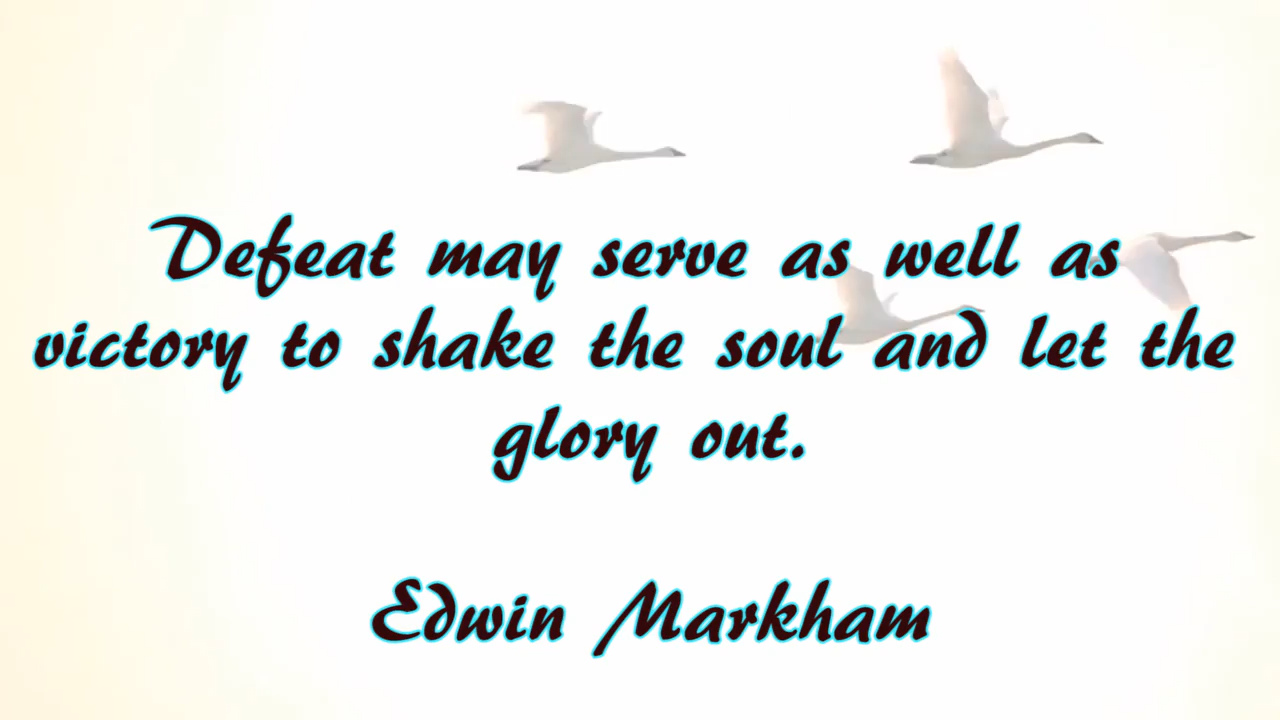 Defeat may serve as well as
victory to shake the soul and let the
glory out.
Edwin Markham